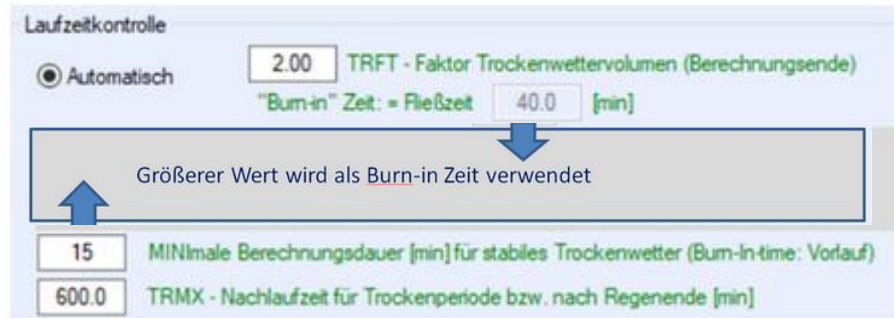 Laufzeitkontrolle
Automatisch
2.00 TRFT - Faktor Trockenwettervolumen (Berechnungsende)
"Burn-in" Zeit: = Fließzeit 40.0 [min]
Größerer Wert wird als Burn-in Zeit verwendet
15 MINImale Berechnungsdauer [min] für stabiles Trockenwetter (Burn-In-time: Vorlauf)
600.0 TRMX - Nachlaufzeit für Trockenperiode bzw. nach Regenende [min]